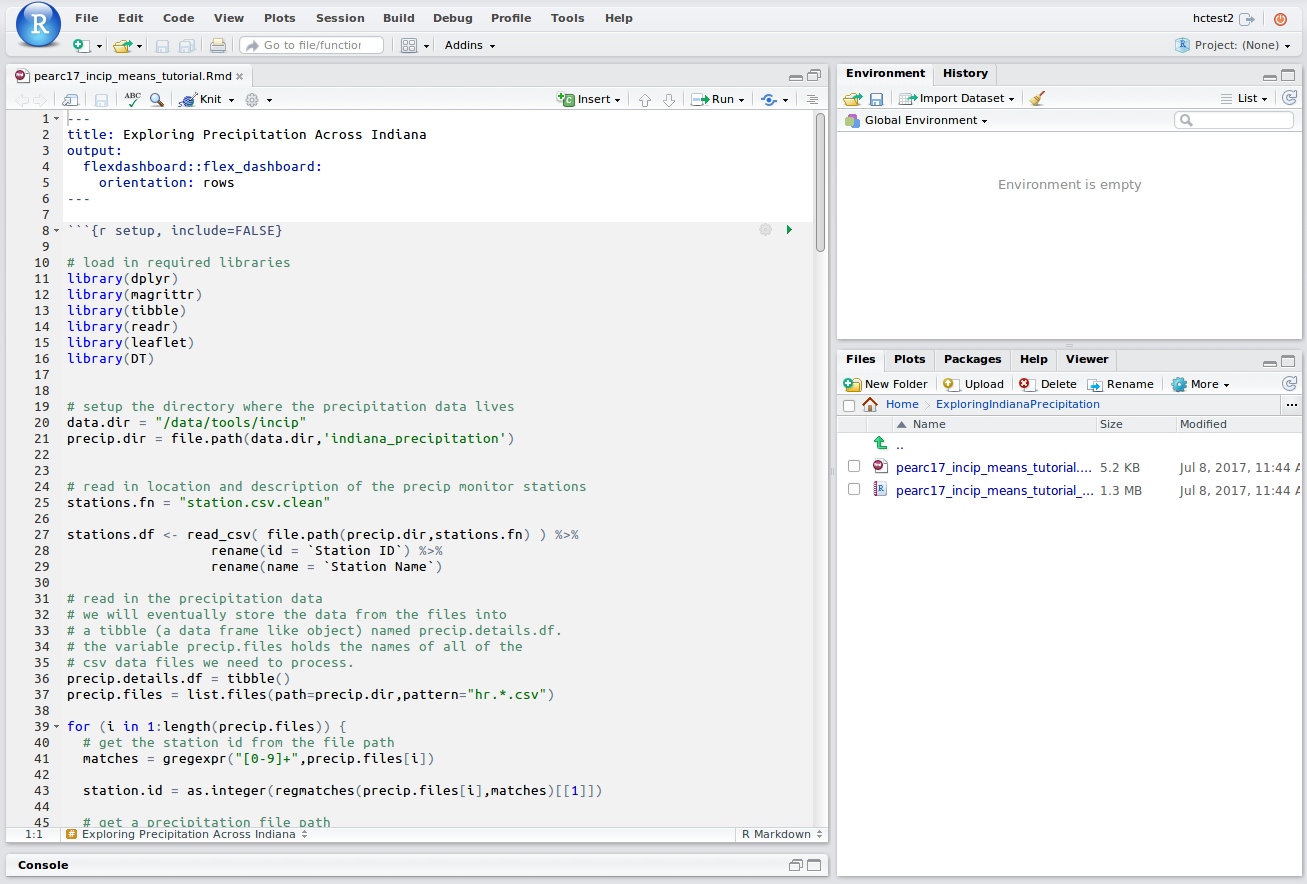 R
File Edit Code View Plots Session Build Debug Profile Tools Help
hctest2
Go to file/function
Addins
Project: (None)
pearc17_incip_means_tutorial.Rmd
ABC
Knit
Insert
Run
1 ---
2 title: Exploring Precipitation Across Indiana
3 output:
4   flexdashboard::flex_dashboard:
5     orientation: rows
6 ---
7
8 ```{r setup, include=FALSE}
9
10 # load in required libraries
11 library(dplyr)
12 library(magrittr)
13 library(tibble)
14 library(readr)
15 library(leaflet)
16 library(DT)
17
18
19 # setup the directory where the precipitation data lives
20 data.dir = "/data/tools/incip"
21 precip.dir = file.path(data.dir,'indiana_precipitation')
22
23
24 # read in location and description of the precip monitor stations
25 stations.fn = "station.csv.clean"
26
27 stations.df <- read_csv( file.path(precip.dir,stations.fn) ) %>%
28                   rename(id = `Station ID`) %>%
29                   rename(name = `Station Name`)
30
31 # read in the precipitation data
32 # we will eventually store the data from the files into
33 # a tibble (a data frame like object) named precip.details.df.
34 # the variable precip.files holds the names of all of the
35 # csv data files we need to process.
36 precip.details.df = tibble()
37 precip.files = list.files(path=precip.dir,pattern="hr.*.csv")
38
39 for (i in 1:length(precip.files)) {
40   # get the station id from the file path
41   matches = gregexpr("[0-9]+",precip.files[i])
42
43   station.id = as.integer(regmatches(precip.files[i],matches)[[1]])
44
45   # get a precipitation file path
1:1 # Exploring Precipitation Across Indiana R Markdown
Console
Environment History
Import Dataset List
Global Environment
Environment is empty
Files Plots Packages Help Viewer
New Folder Upload Delete Rename More
Home ExploringIndianaPrecipitation ...
Name Size Modified
..
pearc17_incip_means_tutorial.... 5.2 KB Jul 8, 2017, 11:44 A
pearc17_incip_means_tutorial_... 1.3 MB Jul 8, 2017, 11:44 A